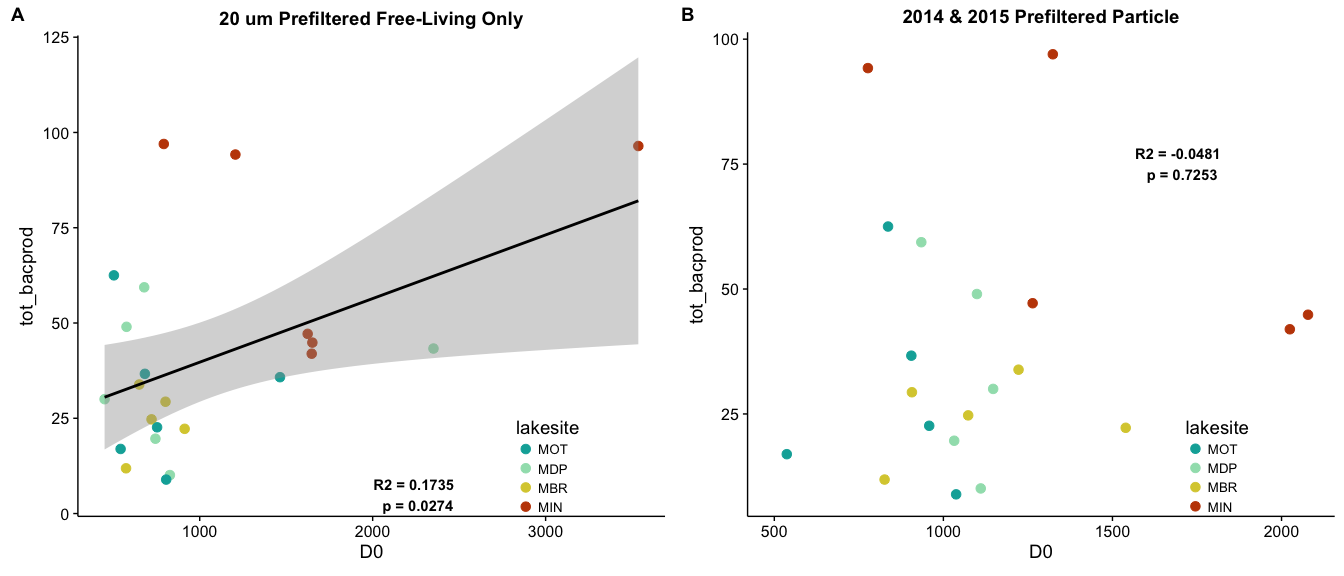 A
20 um Prefiltered Free-Living Only
125
100
75
50
25
0
tot_bacprod
1000
2000
3000
D0
R2 = 0.1735
p = 0.0274
lakesite
MOT
MDP
MBR
MIN
B
2014 & 2015 Prefiltered Particle
100
75
50
25
tot_bacprod
500
1000
1500
2000
D0
R2 = -0.0481
p = 0.7253
lakesite
MOT
MDP
MBR
MIN